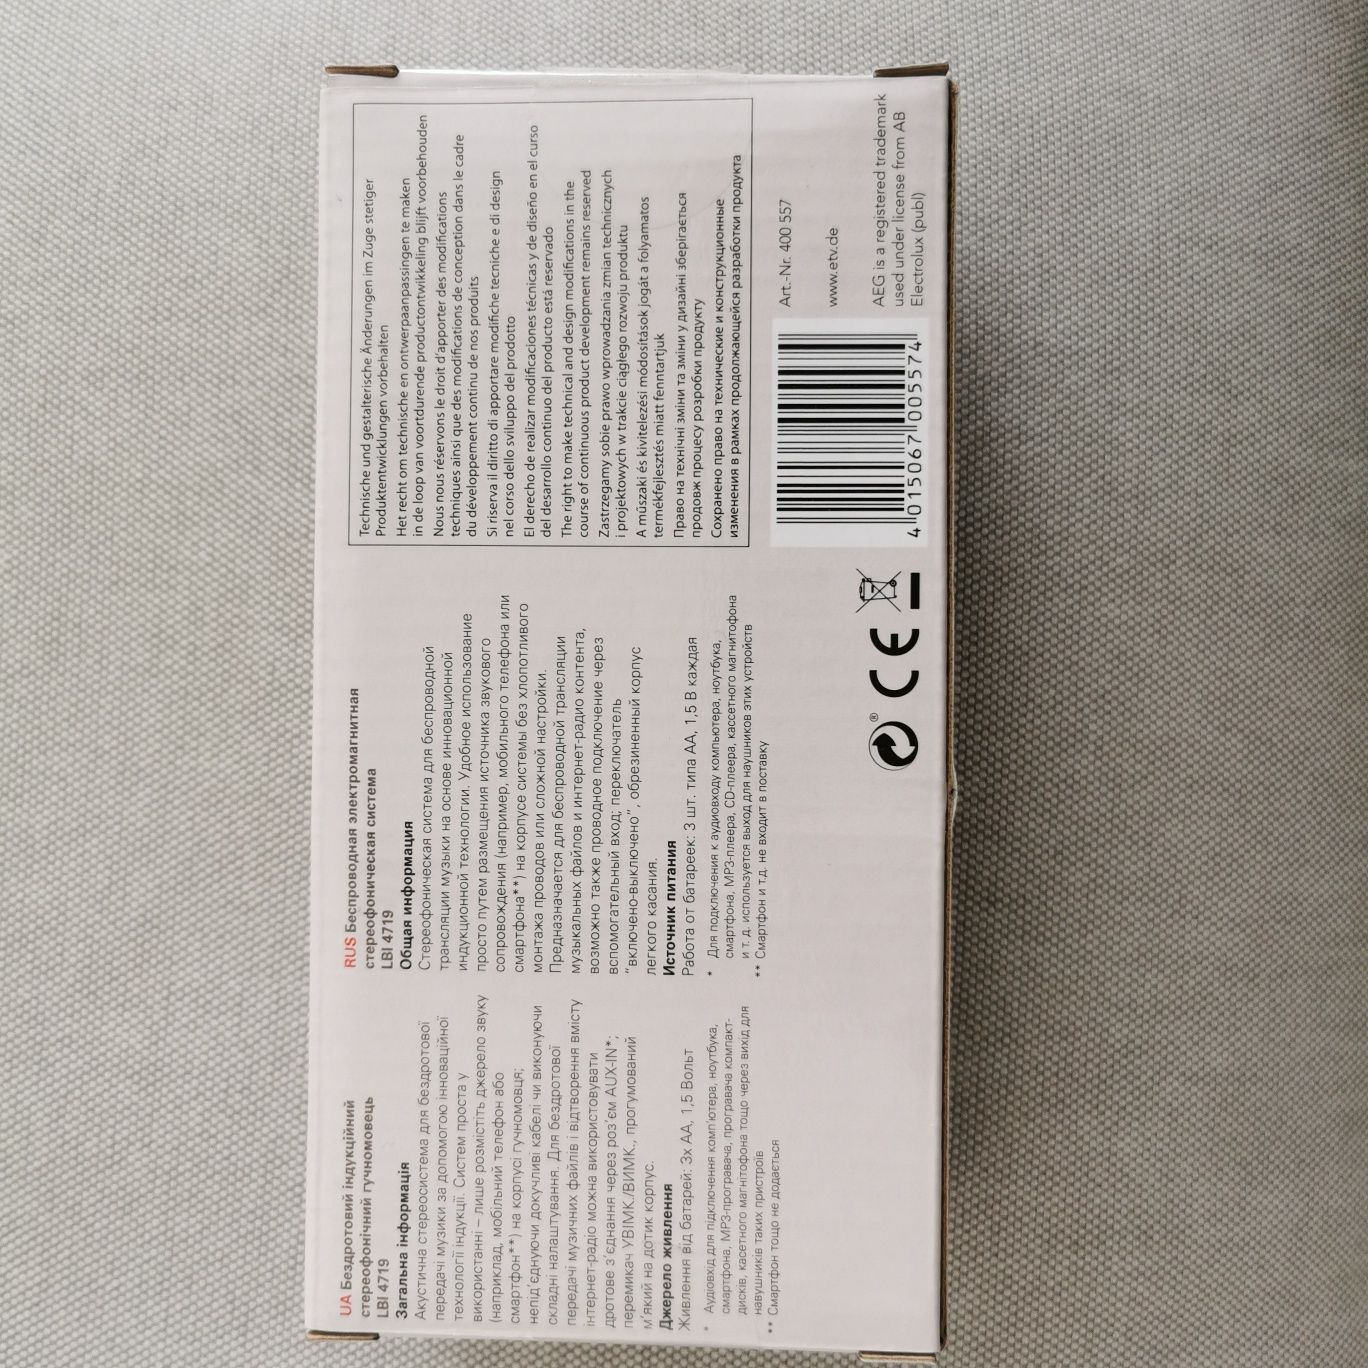 UA Бездротовий індукційний
стереофонічний гучномовець
LBI 4719
Загальна інформація
Акустична стереосистема для бездротової
передачі музики за допомогою інноваційної
технології індукції. Систем проста у
використанні – лише розмістіть джерело звуку
(наприклад, мобільний телефон або
смартфон**) на корпусі гучномовця;
непід'єднуючи докучливі кабелі чи виконуючи
складні налаштування. Для бездротової
передачі музичних файлів і відтворення вмісту
інтернет-радіо можна використовувати
дротове з'єднання через роз'єм AUX-IN*;
перемикач УВІМК./ВИМК., прогумований
м'який на дотик корпус.
Джерело живлення
Живлення від батарей: 3x AA, 1,5 Вольт
* Аудіовхід для підключення комп'ютера, ноутбука,
смартфона, MP3-програвача, програвача компакт-
дисків, касетного магнітофона тощо через вихід для
навушників таких пристроїв
** Смартфон тощо не додається
RUS Беспроводная электромагнитная
стереофоническая система
LBI 4719
Общая информация
Стереофоническая система для беспроводной
трансляции музыки на основе инновационной
индукционной технологии. Удобное использование
просто путем размещения источника звукового
сопровождения (например, мобильного телефона или
смартфона**) на корпусе системы без хлопотливого
монтажа проводов или сложной настройки.
Предназначается для беспроводной трансляции
музыкальных файлов и интернет-радио контента,
возможно также проводное подключение через
вспомогательный вход; переключатель
“включено-выключено”, обрезиненный корпус
легкого касания.
Источник питания
Работа от батареек: 3 шт. типа AA, 1,5 В каждая
* Для подключения к аудиовходу компьютера, ноутбука,
смартфона, MP3-плеера, CD-плеера, кассетного магнитофона
и т. д. используется выход для наушников этих устройств
** Смартфон и т.д. не входит в поставку
Technische und gestalterische Änderungen im Zuge stetiger
Produktentwicklungen vorbehalten
Het recht om technische en ontwerpaanpassingen te maken
in de loop van voortdurende productontwikkeling blijft voorbehouden
Nous nous réservons le droit d'apporter des modifications
techniques ainsi que des modifications de conception dans le cadre
du développement continu de nos produits
Si riserva il diritto di apportare modifiche tecniche e di design
nel corso dello sviluppo del prodotto
El derecho de realizar modificaciones técnicas y de diseño en el curso
del desarrollo continuo del producto está reservado
The right to make technical and design modifications in the
course of continuous product development remains reserved
Zastrzegamy sobie prawo wprowadzania zmian technicznych
i projektowych w trakcie ciągłego rozwoju produktu
A műszaki és kivitelezési módosítások jogát a folyamatos
termékfejlesztés miatt fenntartjuk
Право на технічні зміни та зміни у дизайні зберігається
продовж процесу розробки продукту
Сохранено право на технические и конструкционные
изменения в рамках продолжающейся разработки продукта
® CE
4 015067 005574
Art.-Nr. 400 557
www.etv.de
AEG is a registered trademark
used under license from AB
Electrolux (publ)